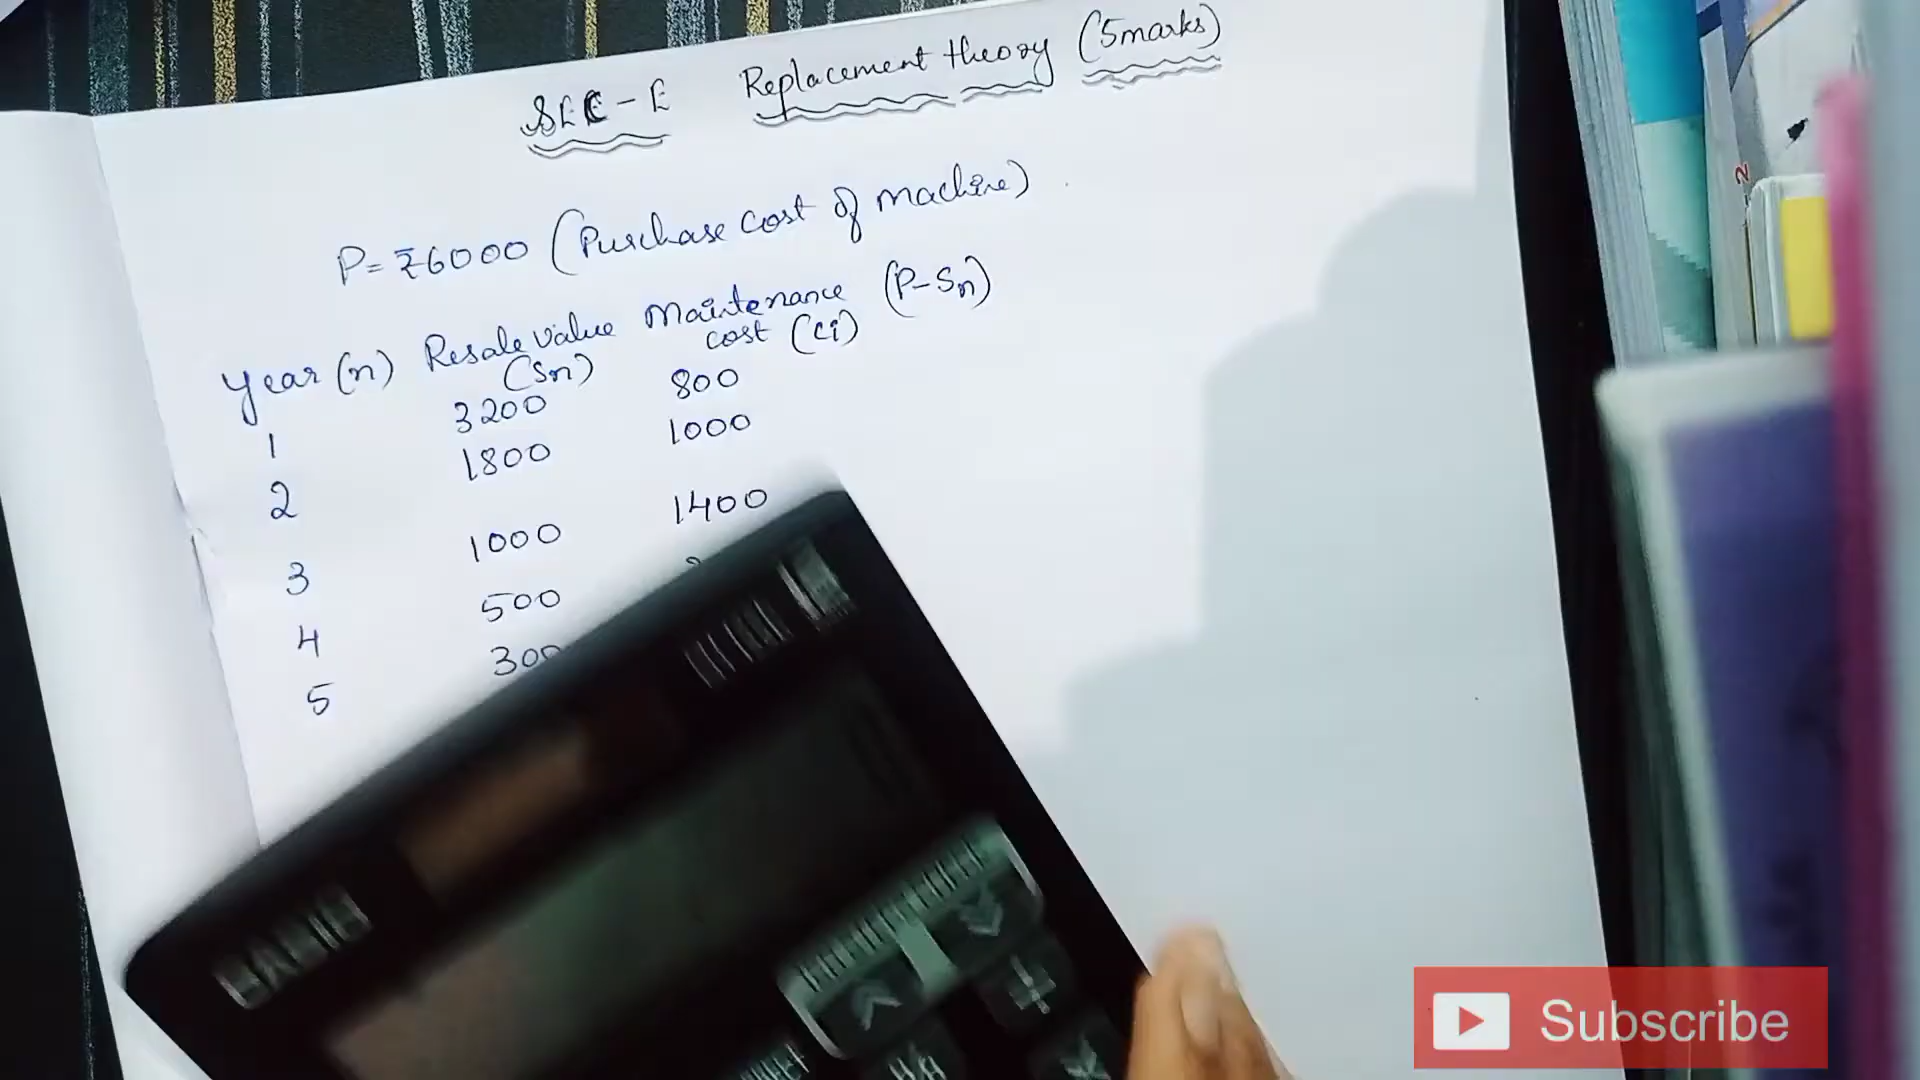 SEC-E Replacement theory (5marks)
P= ₹6000 (Purchase cost of machine)
Year (n) Resale value (Sn) Maintenance cost (Ci) (P-Sn)
1 3200 800
2 1800 1000
3 1000 1400
4 500
5 300
Subscribe